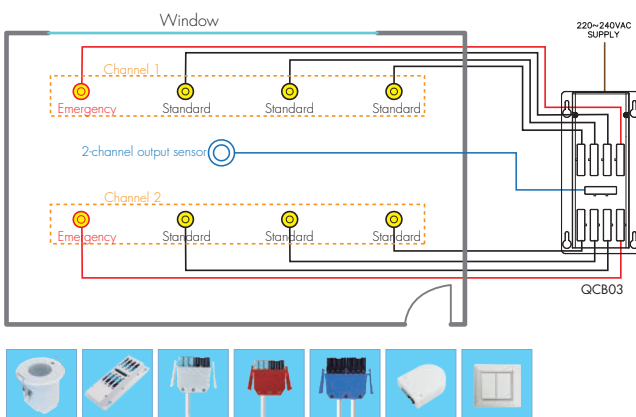 Window
220~240VAC
SUPPLY
Channel 1
Emergency Standard Standard Standard
2-channel output sensor
Channel 2
Emergency Standard Standard Standard
QCB03